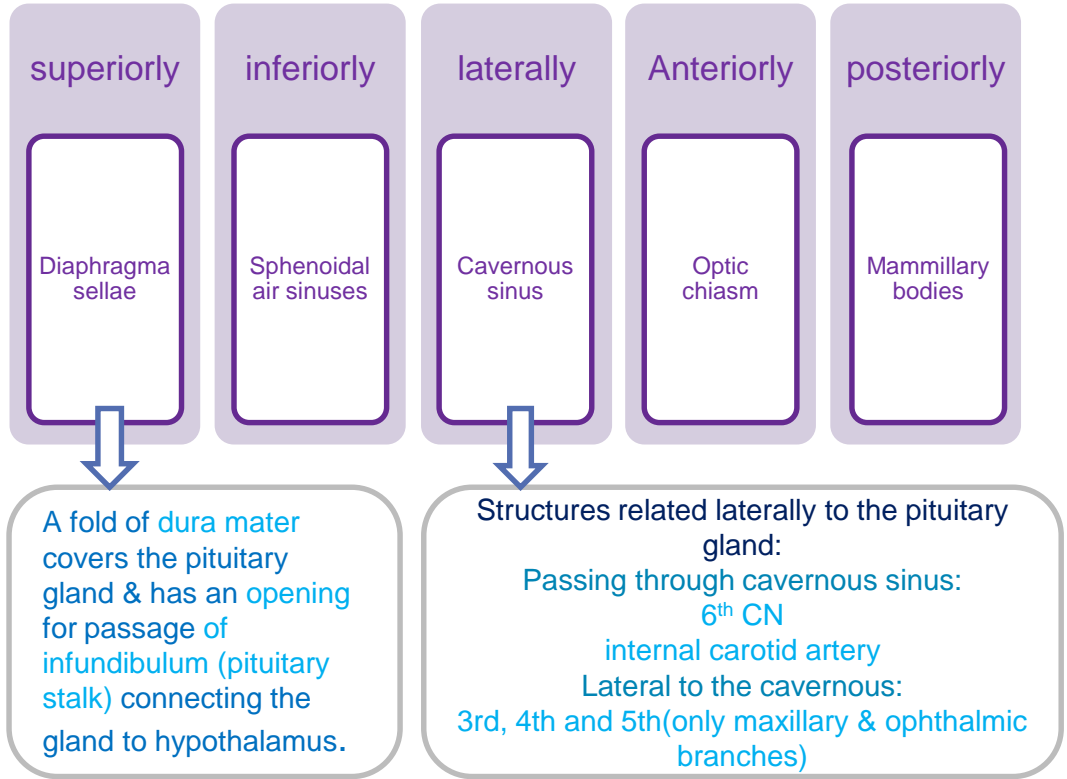 superiorly
Diaphragma
sellae
inferiorly
Sphenoidal
air sinuses
laterally
Cavernous
sinus
Anteriorly
Optic
chiasm
posteriorly
Mammillary
bodies
A fold of dura mater
covers the pituitary
gland & has an opening
for passage of
infundibulum (pituitary
stalk) connecting the
gland to hypothalamus.
Structures related laterally to the pituitary
gland:
Passing through cavernous sinus:
6th CN
internal carotid artery
Lateral to the cavernous:
3rd, 4th and 5th(only maxillary & ophthalmic
branches)